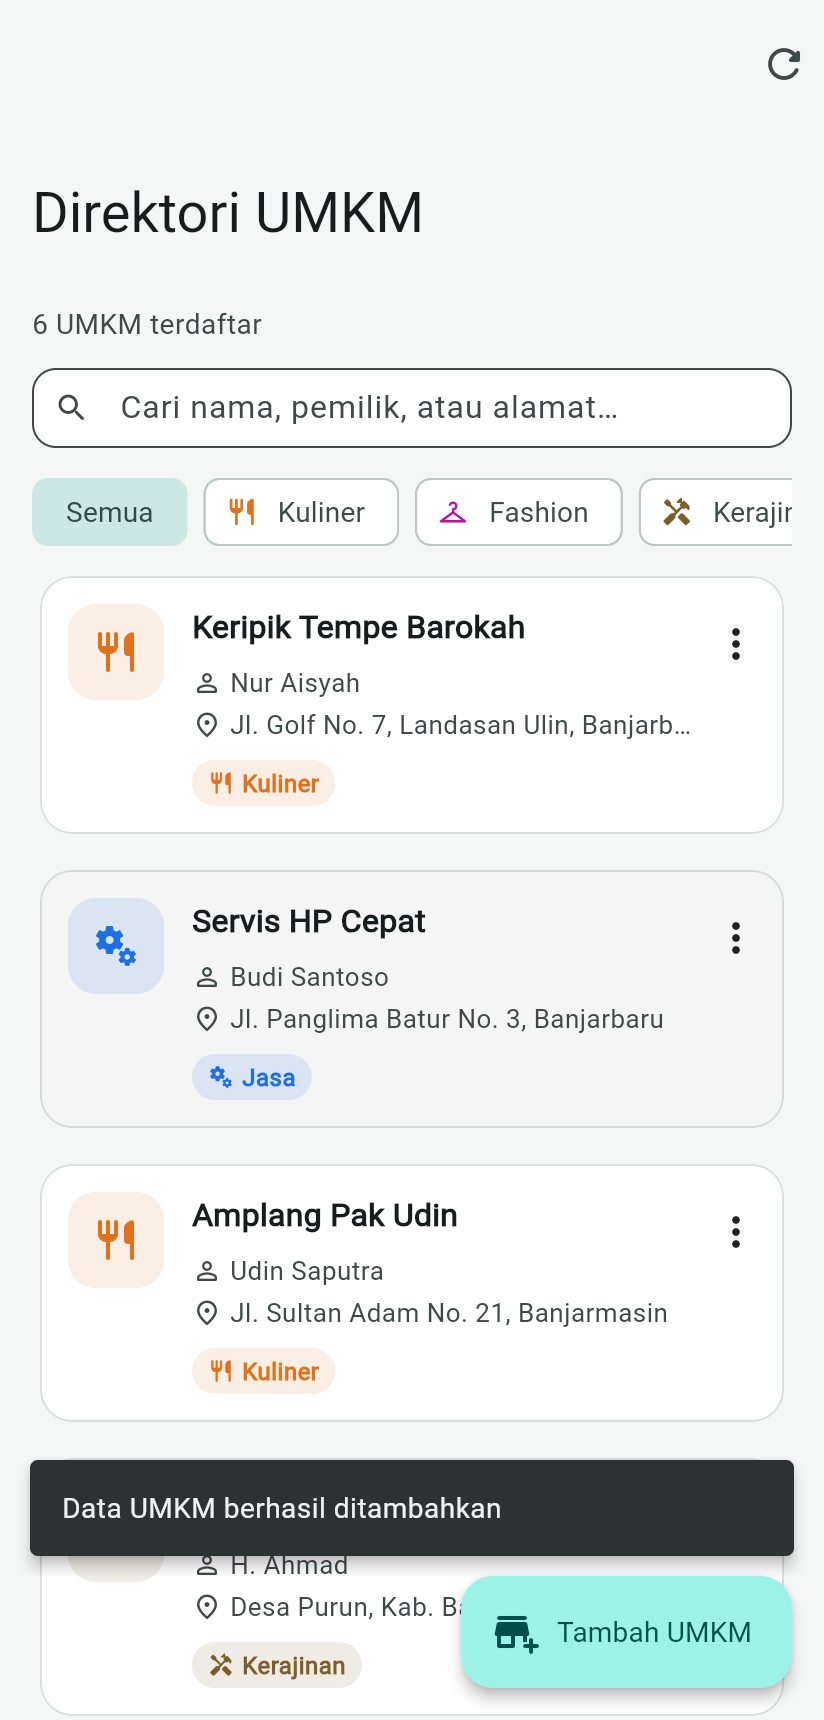 Direktori UMKM
6 UMKM terdaftar
Cari nama, pemilik, atau alamat...
Semua
Kuliner
Fashion
Kerajin
Keripik Tempe Barokah
Nur Aisyah
Jl. Golf No. 7, Landasan Ulin, Banjarb...
Kuliner
Servis HP Cepat
Budi Santoso
Jl. Panglima Batur No. 3, Banjarbaru
Jasa
Amplang Pak Udin
Udin Saputra
Jl. Sultan Adam No. 21, Banjarmasin
Kuliner
Data UMKM berhasil ditambahkan
H. Ahmad
Desa Purun, Kab.
Tambah UMKM
Kerajinan